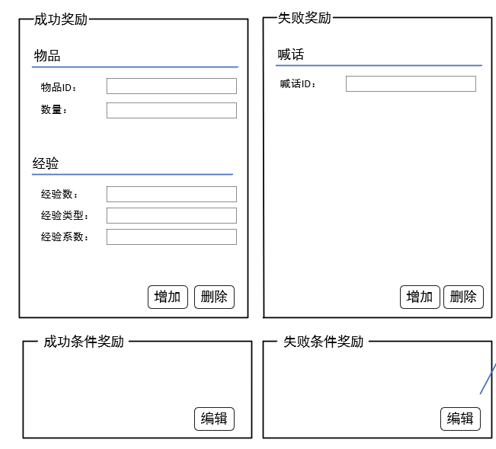 成功奖励
物品
物品ID：
数量：
经验
经验数：
经验类型：
经验系数：
增加 删除
失败奖励
喊话
喊话ID：
增加 删除
成功条件奖励
编辑
失败条件奖励
编辑